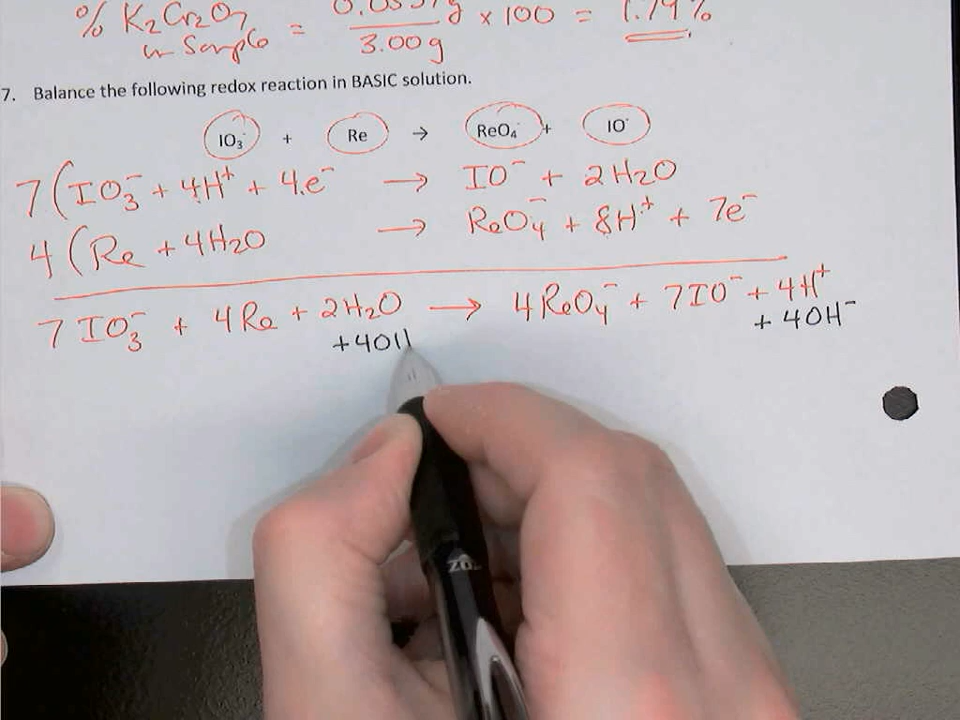 % K2Cr2O7 in Sample = 0.0537g / 3.00g × 100 = 1.79%
7. Balance the following redox reaction in BASIC solution.
IO₃⁻ + Re → ReO₄⁻ + IO⁻
7(IO₃⁻ + 4H⁺ + 4e⁻ → IO⁻ + 2H₂O
4(Re + 4H₂O → ReO₄⁻ + 8H⁺ + 7e⁻
7IO₃⁻ + 4Re + 2H₂O → 4ReO₄⁻ + 7IO⁻ + 4H⁺
+4OH + 4OH⁻